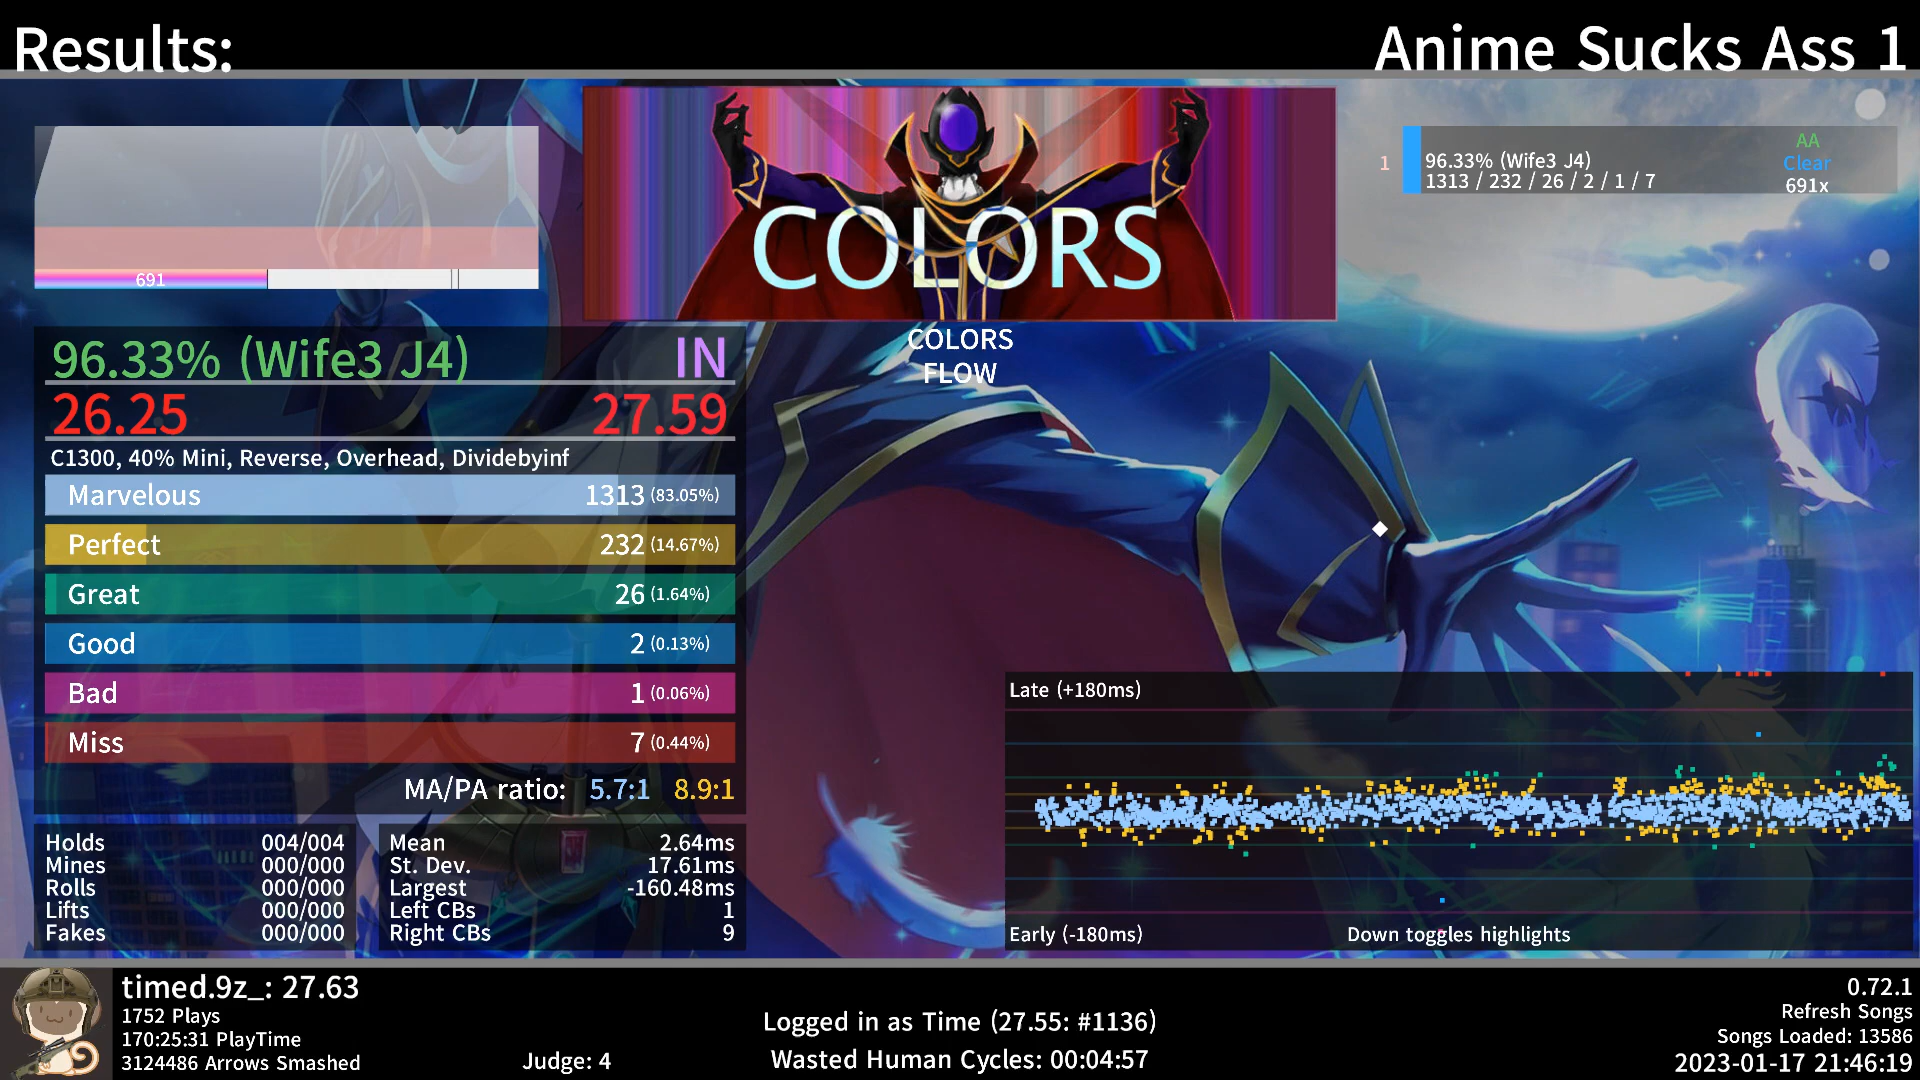 Results:
Anime Sucks Ass 1
691
COLORS
COLORS
FLOW
1
96.33% (Wife3 J4)
1313 / 232 / 26 / 2 / 1 / 7
AA
Clear
691x
96.33% (Wife3 J4) IN
26.25 27.59
C1300, 40% Mini, Reverse, Overhead, Dividebyinf
Marvelous 1313 (83.05%)
Perfect 232 (14.67%)
Great 26 (1.64%)
Good 2 (0.13%)
Bad 1 (0.06%)
Miss 7 (0.44%)
MA/PA ratio: 5.7:1 8.9:1
Holds 004/004
Mines 000/000
Rolls 000/000
Lifts 000/000
Fakes 000/000
Mean 2.64ms
St. Dev. 17.61ms
Largest -160.48ms
Left CBs 1
Right CBs 9
Late (+180ms)
Early (-180ms)
Down toggles highlights
timed.9z_: 27.63
1752 Plays
170:25:31 PlayTime
3124486 Arrows Smashed
Judge: 4
Logged in as Time (27.55: #1136)
Wasted Human Cycles: 00:04:57
0.72.1
Refresh Songs
Songs Loaded: 13586
2023-01-17 21:46:19